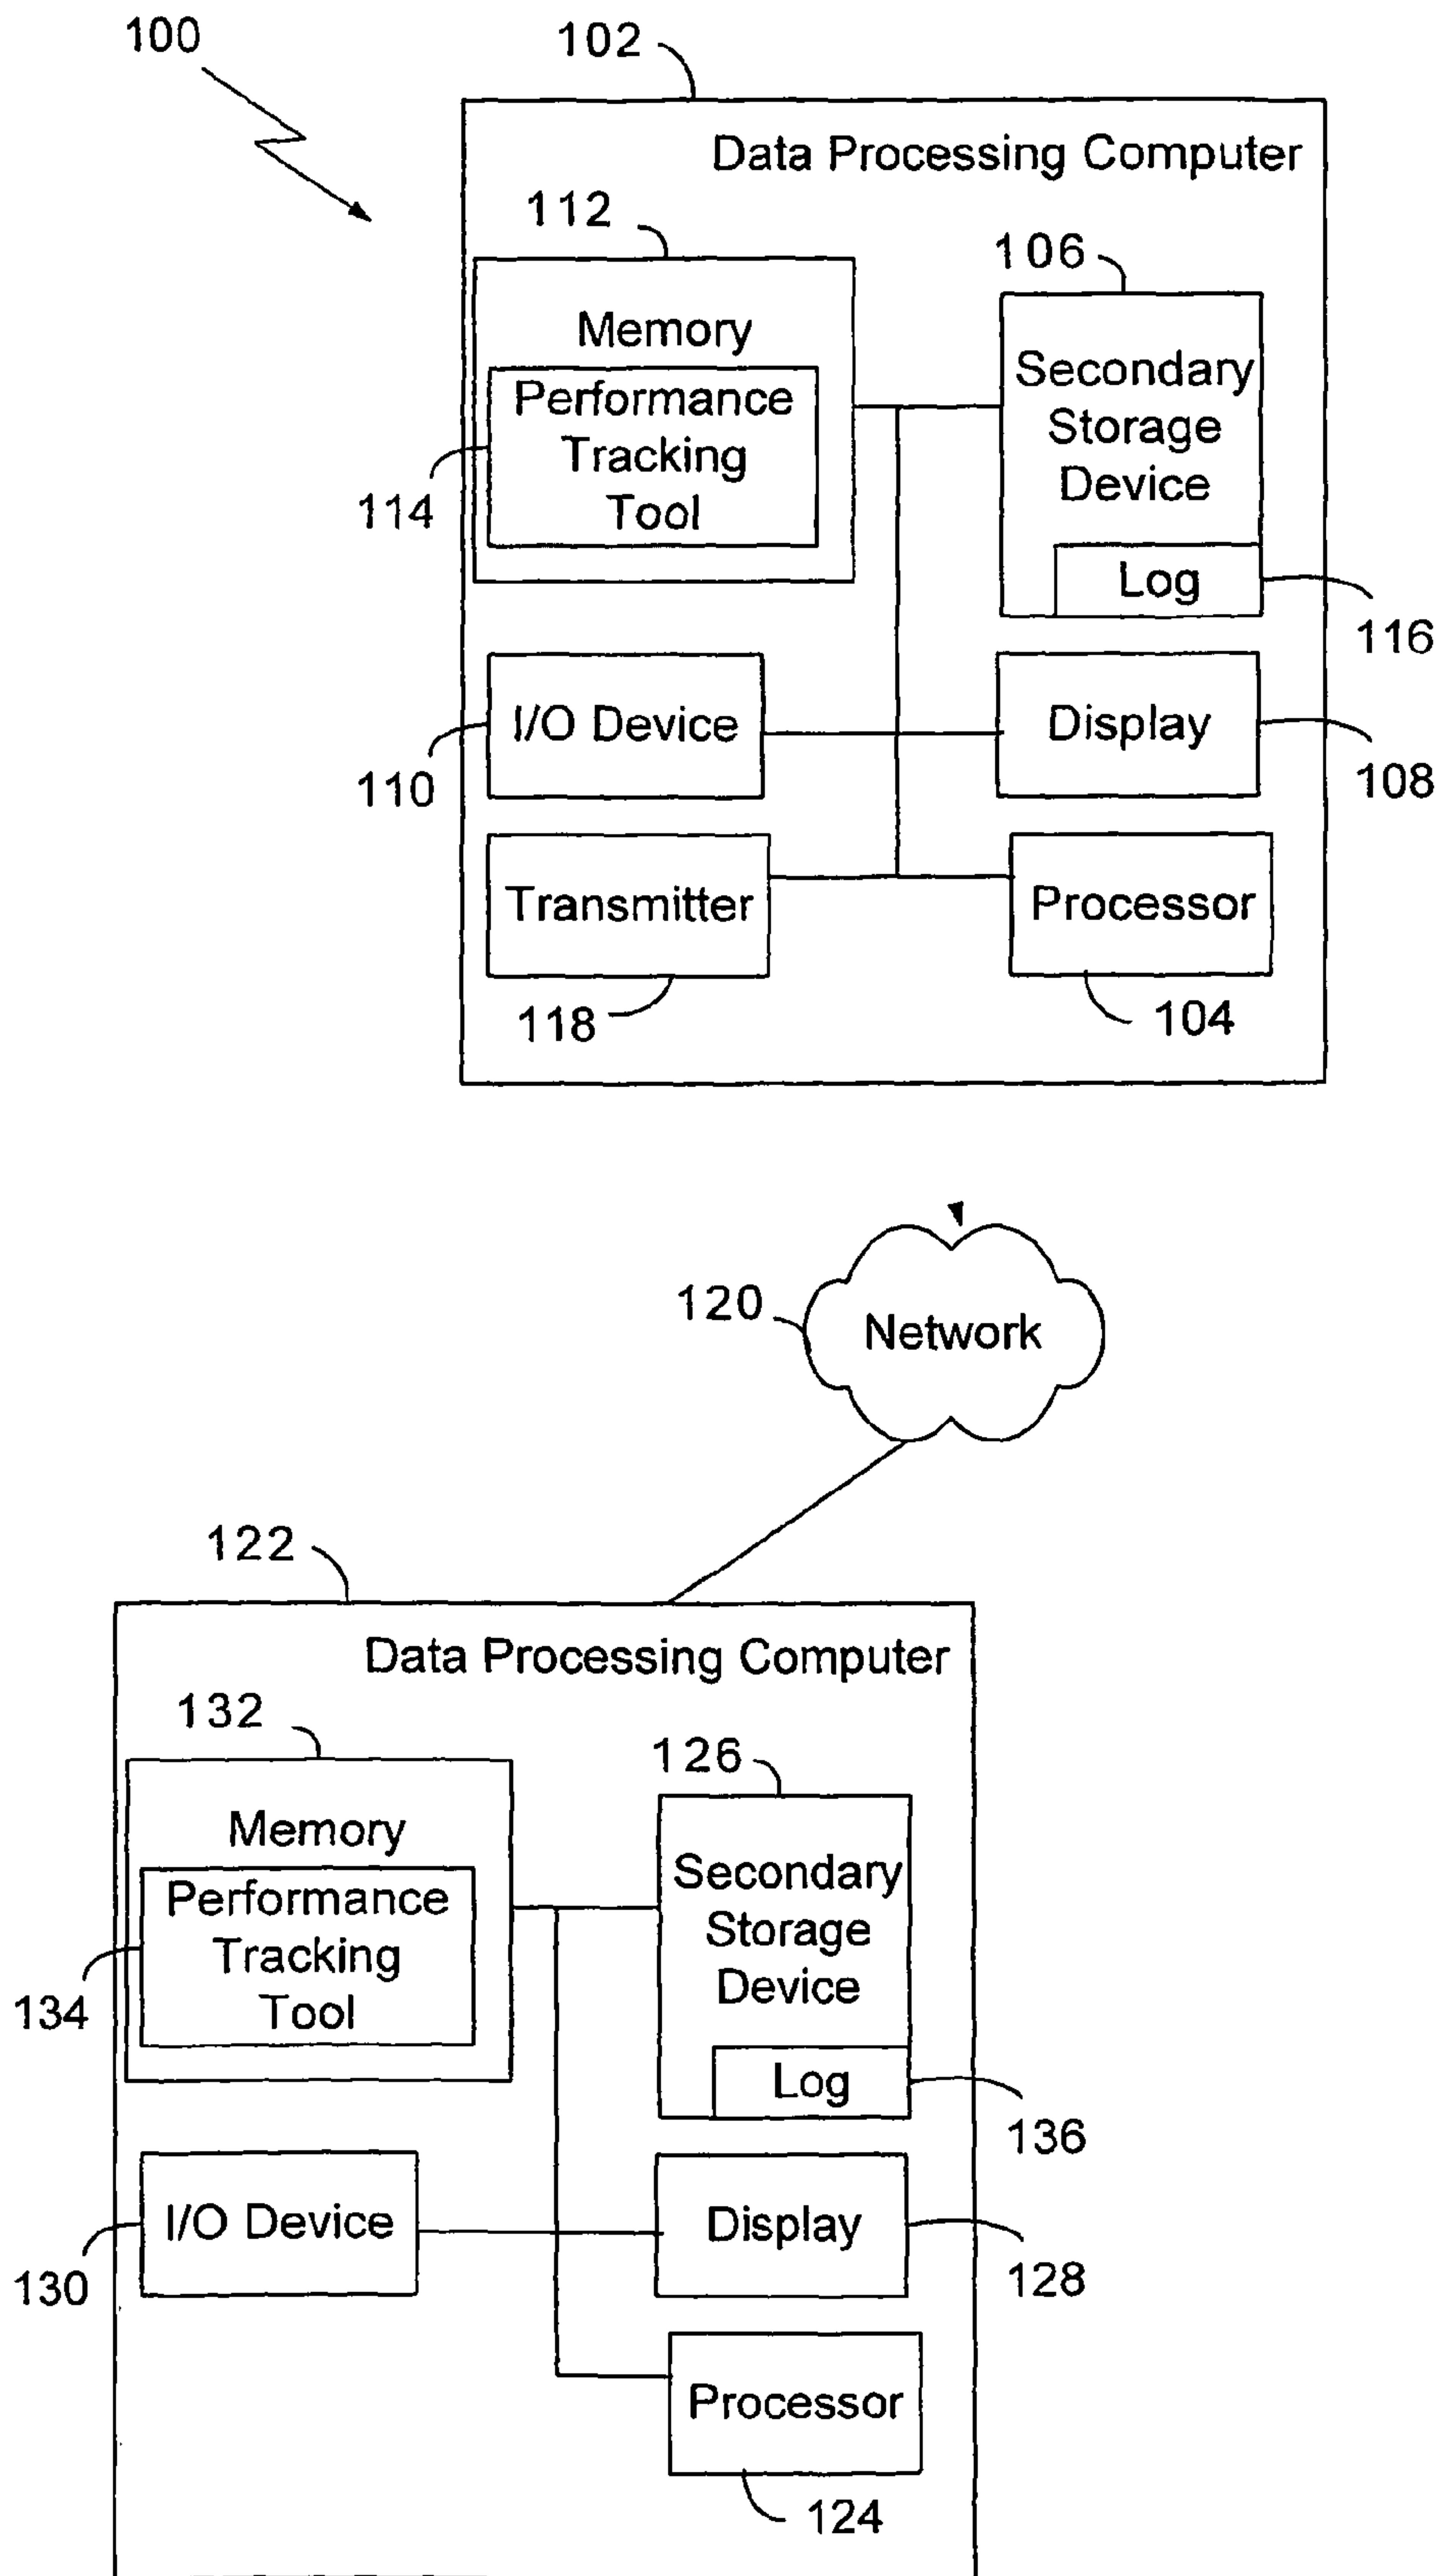 100
102
Data Processing Computer
112
106
Memory
Performance
Tracking
Tool
Secondary
Storage
Device
114
Log
116
I/O Device
Display
110
108
Transmitter
Processor
118
104
120
Network
122
Data Processing Computer
132
126
Memory
Performance
Tracking
Tool
Secondary
Storage
Device
134
Log
136
I/O Device
Display
130
128
Processor
124